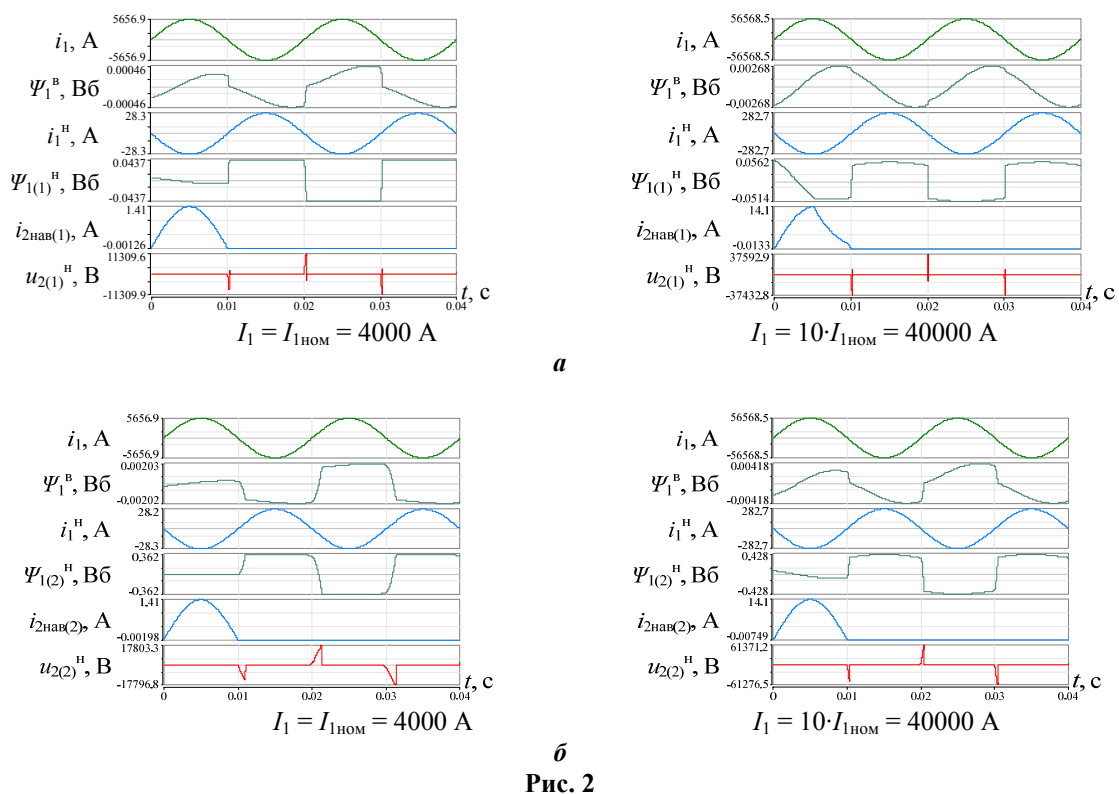 5656.9
i₁, А
-5656.9
0.00046
Ψ₁ᵛ, Вб
-0.00046
28.3
i₁ᴴ, А
-28.3
0.0437
Ψ₁₍₁₎ᴴ, Вб
-0.0437
1.41
i₂нав(1), А
-0.00126
11309.6
u₂₍₁₎ᴴ, В
-11309.9
0 0.01 0.02 0.03 0.04
t, с
I₁ = I₁ном = 4000 А
56568.5
i₁, А
-56568.5
0.00268
Ψ₁ᵛ, Вб
-0.00268
282.7
i₁ᴴ, А
-282.7
0.0562
Ψ₁₍₁₎ᴴ, Вб
-0.0514
14.1
i₂нав(1), А
-0.0133
37592.9
u₂₍₁₎ᴴ, В
-37432.8
0 0.01 0.02 0.03 0.04
t, с
I₁ = 10·I₁ном = 40000 А
а
5656.9
i₁, А
-5656.9
0.00203
Ψ₁ᵛ, Вб
-0.00202
28.2
i₁ᴴ, А
-28.3
0.362
Ψ₁₍₂₎ᴴ, Вб
-0.362
1.41
i₂нав(2), А
-0.00198
17803.3
u₂₍₂₎ᴴ, В
-17796.8
0 0.01 0.02 0.03 0.04
t, с
I₁ = I₁ном = 4000 А
56568.5
i₁, А
-56568.5
0.00418
Ψ₁ᵛ, Вб
-0.00418
282.7
i₁ᴴ, А
-282.7
0.428
Ψ₁₍₂₎ᴴ, Вб
-0.428
14.1
i₂нав(2), А
-0.00749
61371.2
u₂₍₂₎ᴴ, В
-61276.5
0 0.01 0.02 0.03 0.04
t, с
I₁ = 10·I₁ном = 40000 А
б
Рис. 2